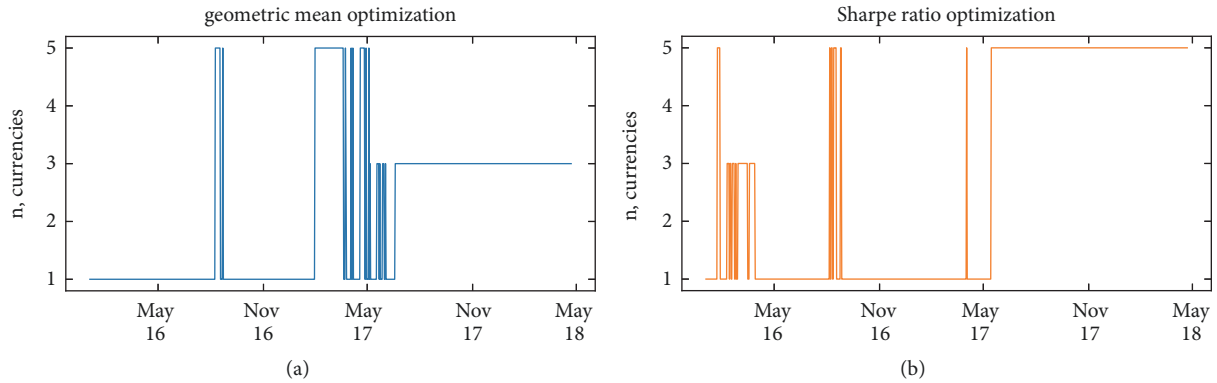 geometric mean optimization
n, currencies
5
4
3
2
1
May
16
Nov
16
May
17
Nov
17
May
18
(a)
Sharpe ratio optimization
n, currencies
5
4
3
2
1
May
16
Nov
16
May
17
Nov
17
May
18
(b)